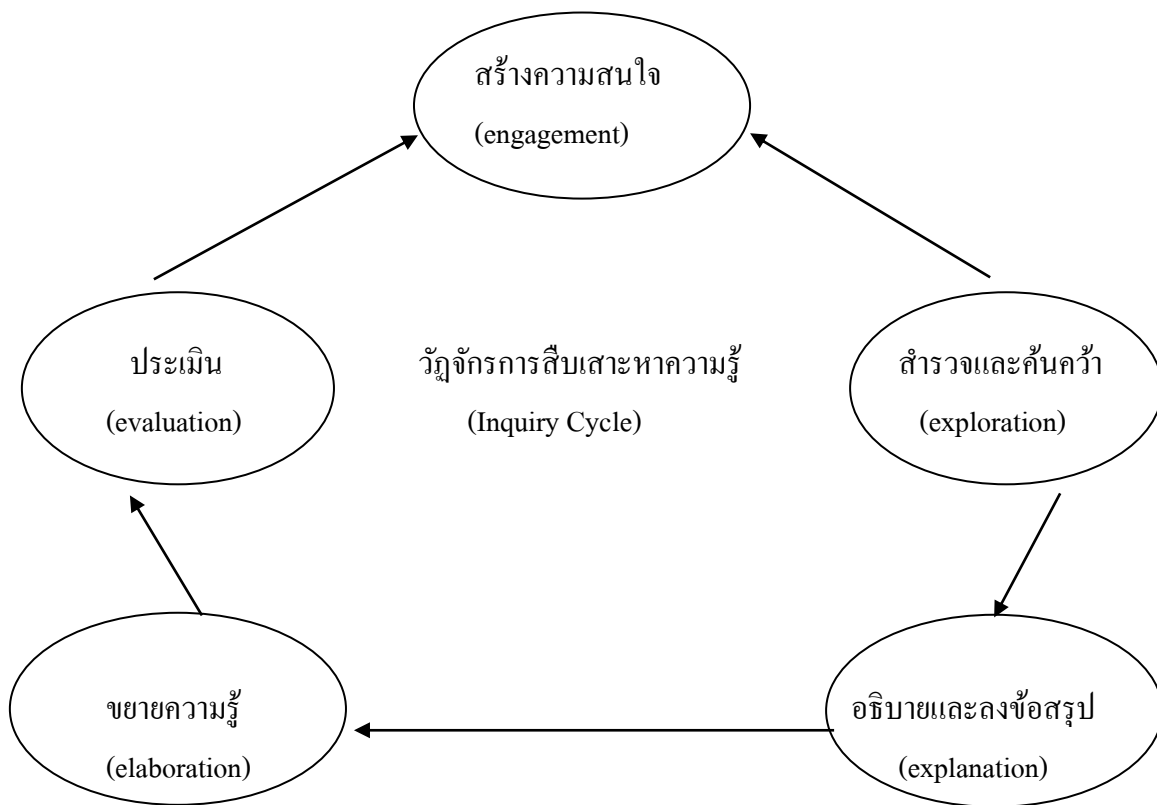 สร้างความสนใจ
(engagement)
ประเมิน
(evaluation)
วัฏจักรการสืบเสาะหาความรู้
(Inquiry Cycle)
สำรวจและค้นคว้า
(exploration)
ขยายความรู้
(elaboration)
อธิบายและลงข้อสรุป
(explanation)